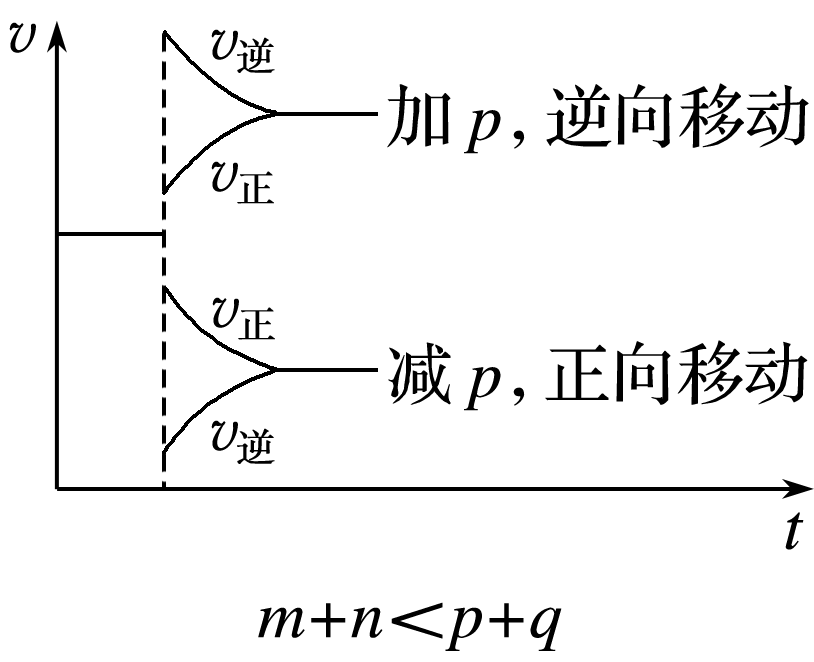 v
v逆
加 p, 逆向移动
v正
v正
减 p, 正向移动
v逆
t
m+n<p+q